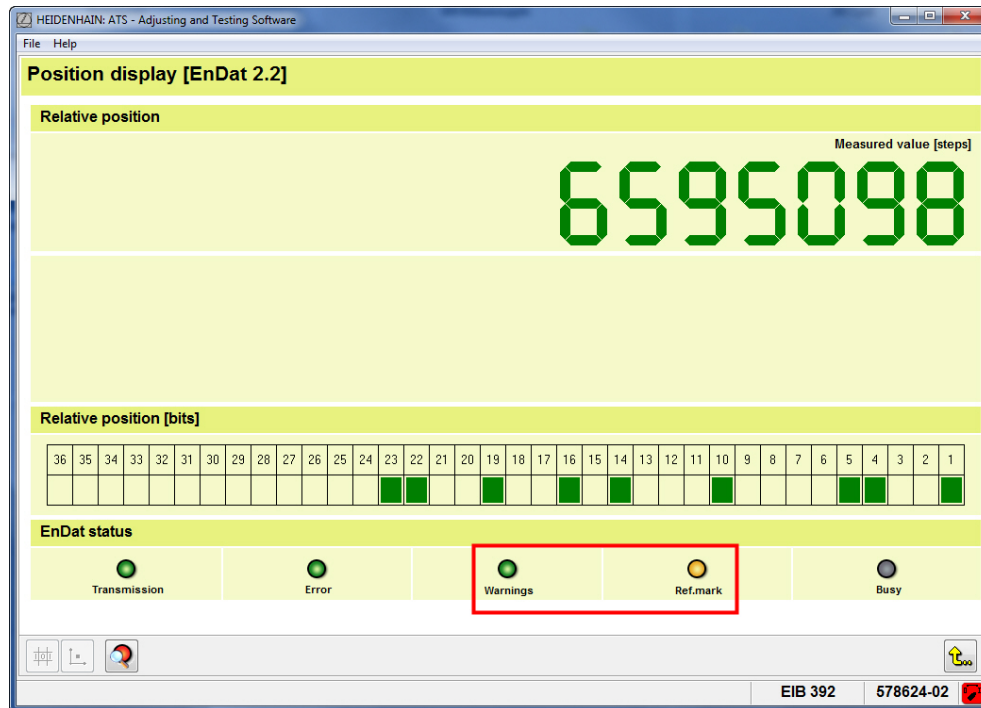 HEIDENHAIN: ATS - Adjusting and Testing Software
File Help
Position display [EnDat 2.2]
Relative position
Measured value [steps]
6595098
Relative position [bits]
36 35 34 33 32 31 30 29 28 27 26 25 24 23 22 21 20 19 18 17 16 15 14 13 12 11 10 9 8 7 6 5 4 3 2 1
EnDat status
Transmission Error Warnings Ref.mark Busy
EIB 392 578624-02